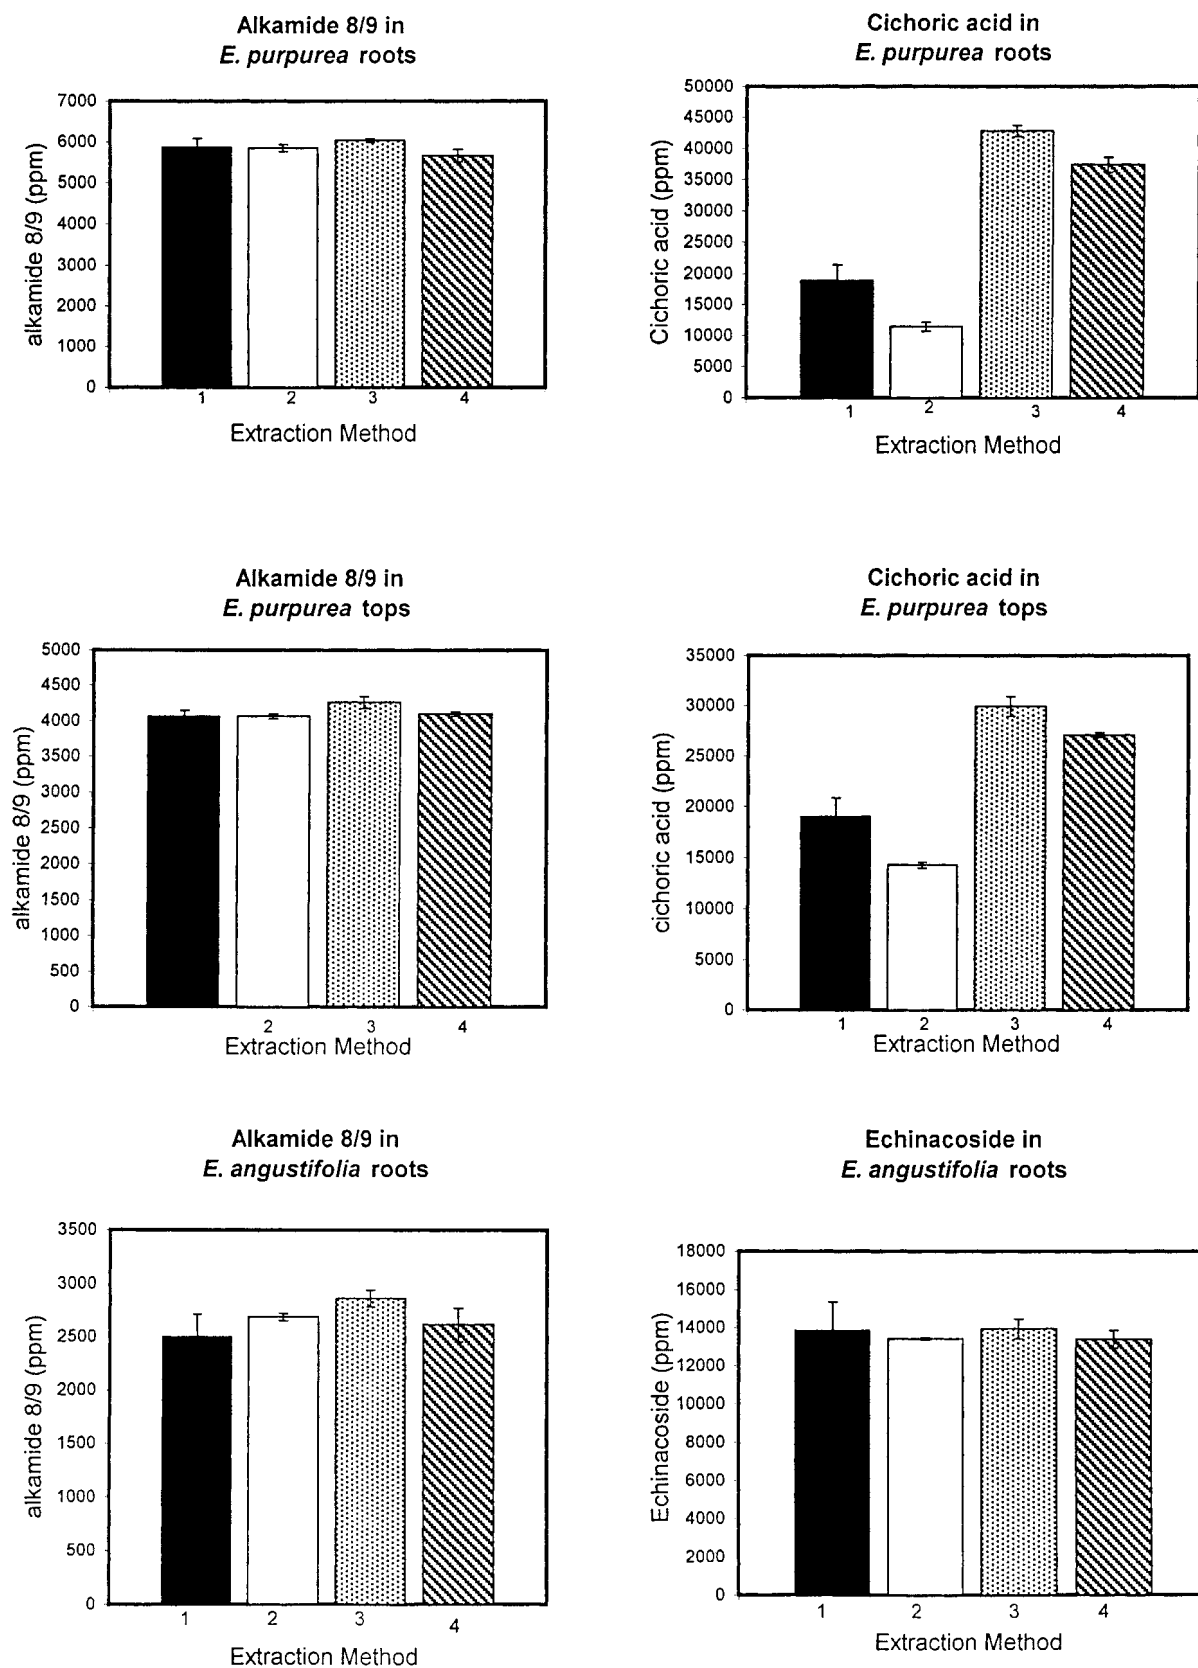 Alkamide 8/9 in
E. purpurea roots
alkamide 8/9 (ppm)
7000
6000
5000
4000
3000
2000
1000
0
1 2 3 4
Extraction Method
Cichoric acid in
E. purpurea roots
Cichoric acid (ppm)
50000
45000
40000
35000
30000
25000
20000
15000
10000
5000
0
1 2 3 4
Extraction Method
Alkamide 8/9 in
E. purpurea tops
alkamide 8/9 (ppm)
5000
4500
4000
3500
3000
2500
2000
1500
1000
500
0
2 3 4
Extraction Method
Cichoric acid in
E. purpurea tops
cichoric acid (ppm)
35000
30000
25000
20000
15000
10000
5000
0
1 2 3 4
Extraction Method
Alkamide 8/9 in
E. angustifolia roots
alkamide 8/9 (ppm)
3500
3000
2500
2000
1500
1000
500
0
1 2 3 4
Extraction Method
Echinacoside in
E. angustifolia roots
Echinacoside (ppm)
18000
16000
14000
12000
10000
8000
6000
4000
2000
0
1 2 3 4
Extraction Method